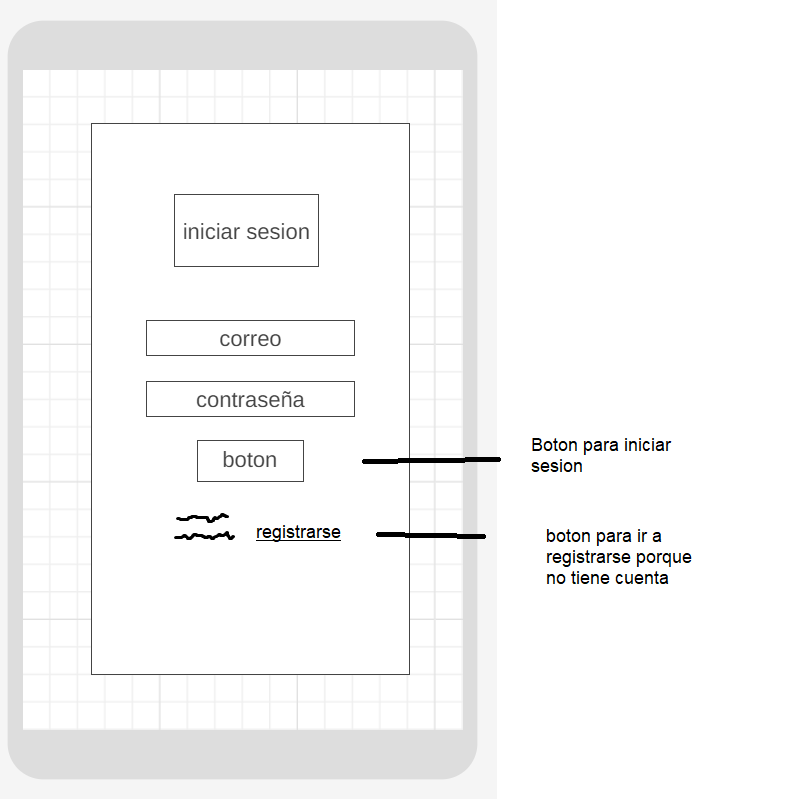 iniciar sesion
correo
contraseña
boton
registrarse
Boton para iniciar
sesion
boton para ir a
registrarse porque
no tiene cuenta